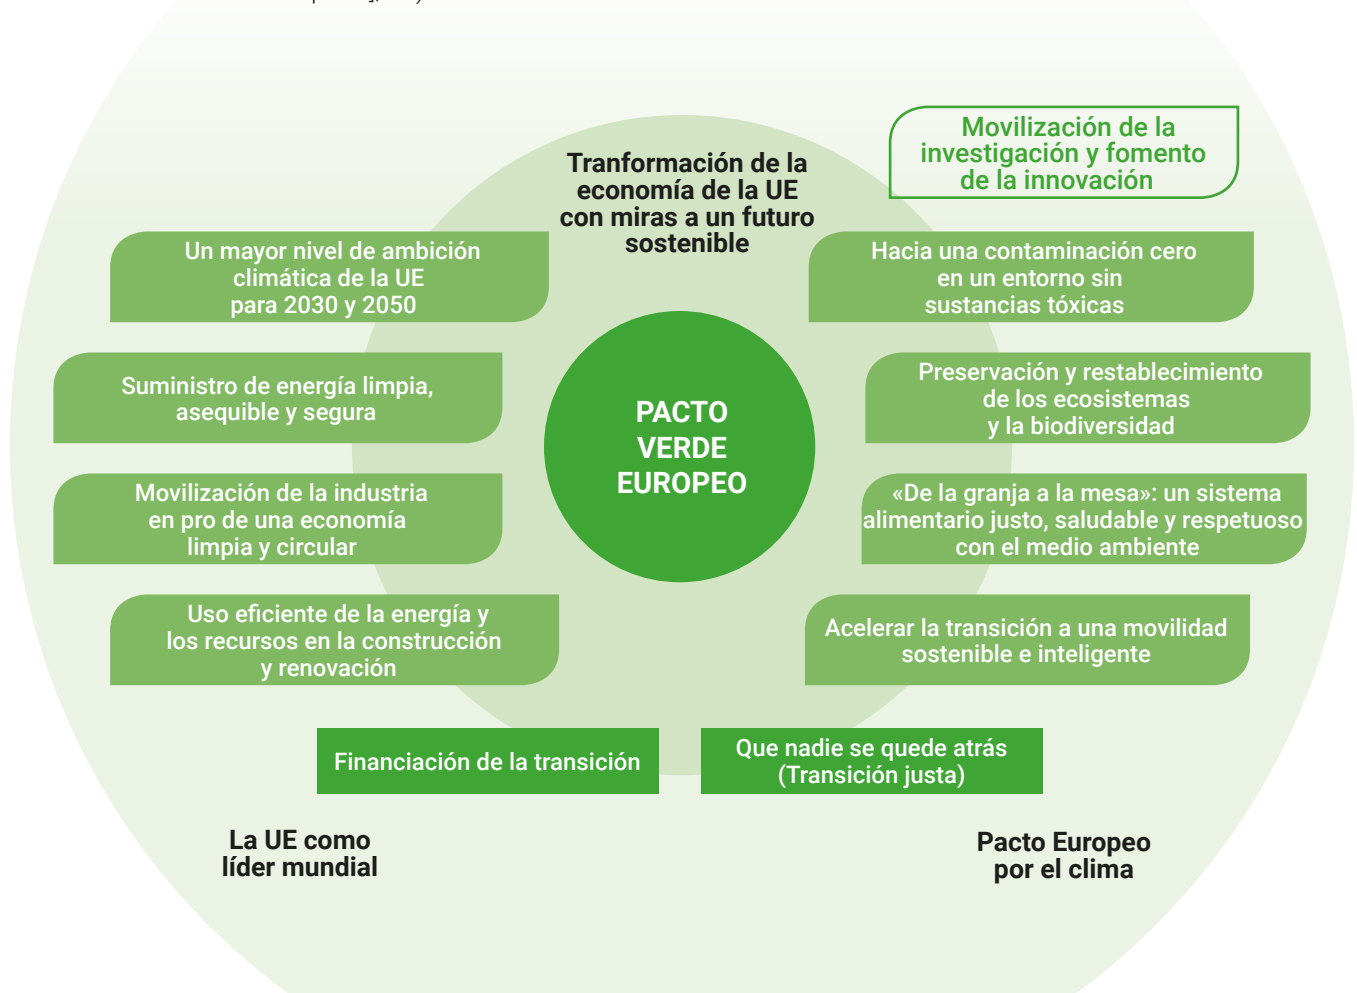 Movilización de la
investigación y fomento
de la innovación
Tranformación de la
economía de la UE
con miras a un futuro
sostenible
Un mayor nivel de ambición
climática de la UE
para 2030 y 2050
Hacia una contaminación cero
en un entorno sin
sustancias tóxicas
Suministro de energía limpia,
asequible y segura
Preservación y restablecimiento
de los ecosistemas
y la biodiversidad
PACTO
VERDE
EUROPEO
Movilización de la industria
en pro de una economía
limpia y circular
«De la granja a la mesa»: un sistema
alimentario justo, saludable y respetuoso
con el medio ambiente
Uso eficiente de la energía y
los recursos en la construcción
y renovación
Acelerar la transición a una movilidad
sostenible e inteligente
Financiación de la transición
Que nadie se quede atrás
(Transición justa)
La UE como
líder mundial
Pacto Europeo
por el clima